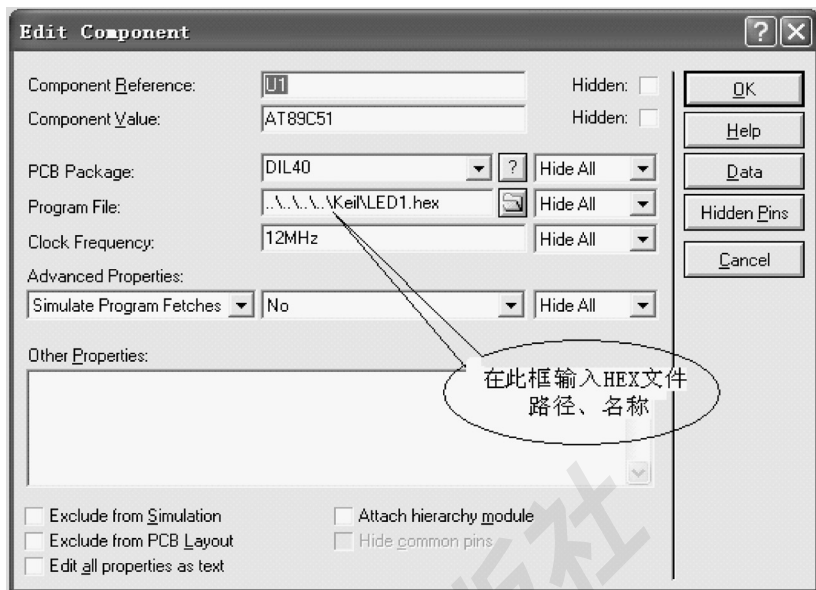 Edit Component
Component Reference:
U1
Hidden:
Component Value:
AT89C51
Hidden:
PCB Package:
DIL40
?
Hide All
Program File:
..\..\..\..\Keil\LED1.hex
Hide All
Clock Frequency:
12MHz
Hide All
Advanced Properties:
Simulate Program Fetches
No
Hide All
Other Properties:
在此框输入HEX文件
路径、名称
Exclude from Simulation
Attach hierarchy module
Exclude from PCB Layout
Hide common pins
Edit all properties as text
OK
Help
Data
Hidden Pins
Cancel
版社